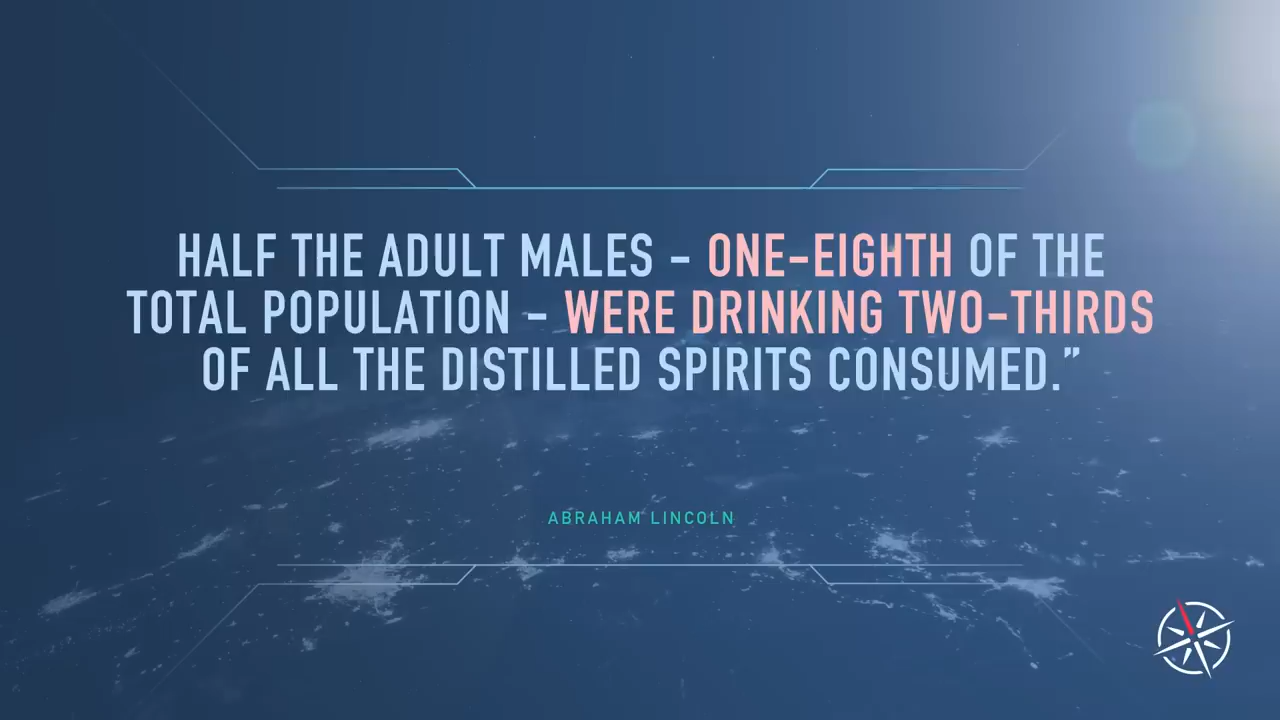 HALF THE ADULT MALES – ONE-EIGHTH OF THE
TOTAL POPULATION – WERE DRINKING TWO-THIRDS
OF ALL THE DISTILLED SPIRITS CONSUMED.”
ABRAHAM LINCOLN